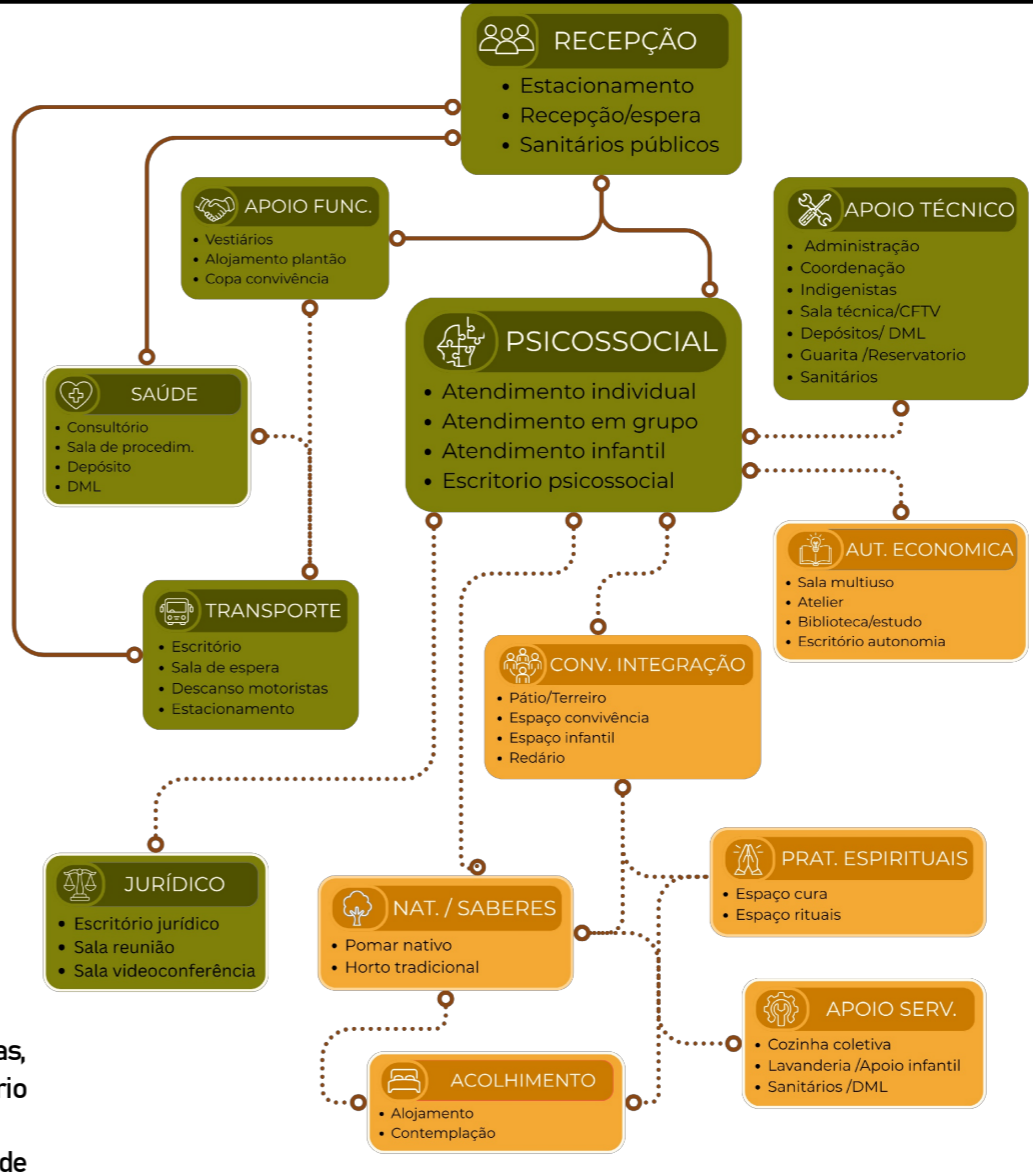 RECEPÇÃO
• Estacionamento
• Recepção/espera
• Sanitários públicos
APOIO FUNC.
• Vestiários
• Alojamento plantão
• Copa convivência
APOIO TÉCNICO
• Administração
• Coordenação
• Indigenistas
• Sala técnica/CFTV
• Depósitos/ DML
• Guarita /Reservatorio
• Sanitários
PSICOSSOCIAL
• Atendimento individual
• Atendimento em grupo
• Atendimento infantil
• Escritorio psicossocial
SAÚDE
• Consultório
• Sala de procedim.
• Depósito
• DML
AUT. ECONOMICA
• Sala multiuso
• Atelier
• Biblioteca/estudo
• Escritório autonomia
TRANSPORTE
• Escritório
• Sala de espera
• Descanso motoristas
• Estacionamento
CONV. INTEGRAÇÃO
• Pátio/Terreiro
• Espaço convivência
• Espaço infantil
• Redário
JURÍDICO
• Escritório jurídico
• Sala reunião
• Sala videoconferência
NAT. / SABERES
• Pomar nativo
• Horto tradicional
PRAT. ESPIRITUAIS
• Espaço cura
• Espaço rituais
APOIO SERV.
• Cozinha coletiva
• Lavanderia /Apoio infantil
• Sanitários /DML
ACOLHIMENTO
• Alojamento
• Contemplação
as,
rio
de